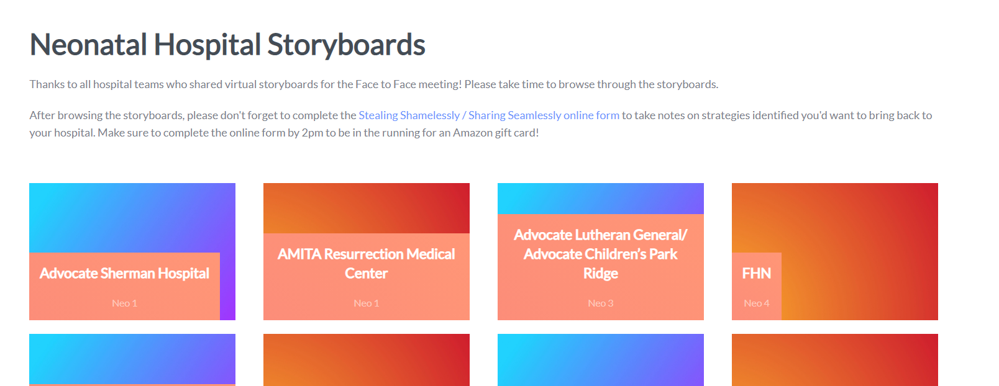 Neonatal Hospital Storyboards
Thanks to all hospital teams who shared virtual storyboards for the Face to Face meeting! Please take time to browse through the storyboards.
After browsing the storyboards, please don't forget to complete the Stealing Shamelessly / Sharing Seamlessly online form to take notes on strategies identified you'd want to bring back to
your hospital. Make sure to complete the online form by 2pm to be in the running for an Amazon gift card!
Advocate Sherman Hospital
Neo 1
AMITA Resurrection Medical
Center
Neo 1
Advocate Lutheran General/
Advocate Children’s Park
Ridge
Neo 3
FHN
Neo 4